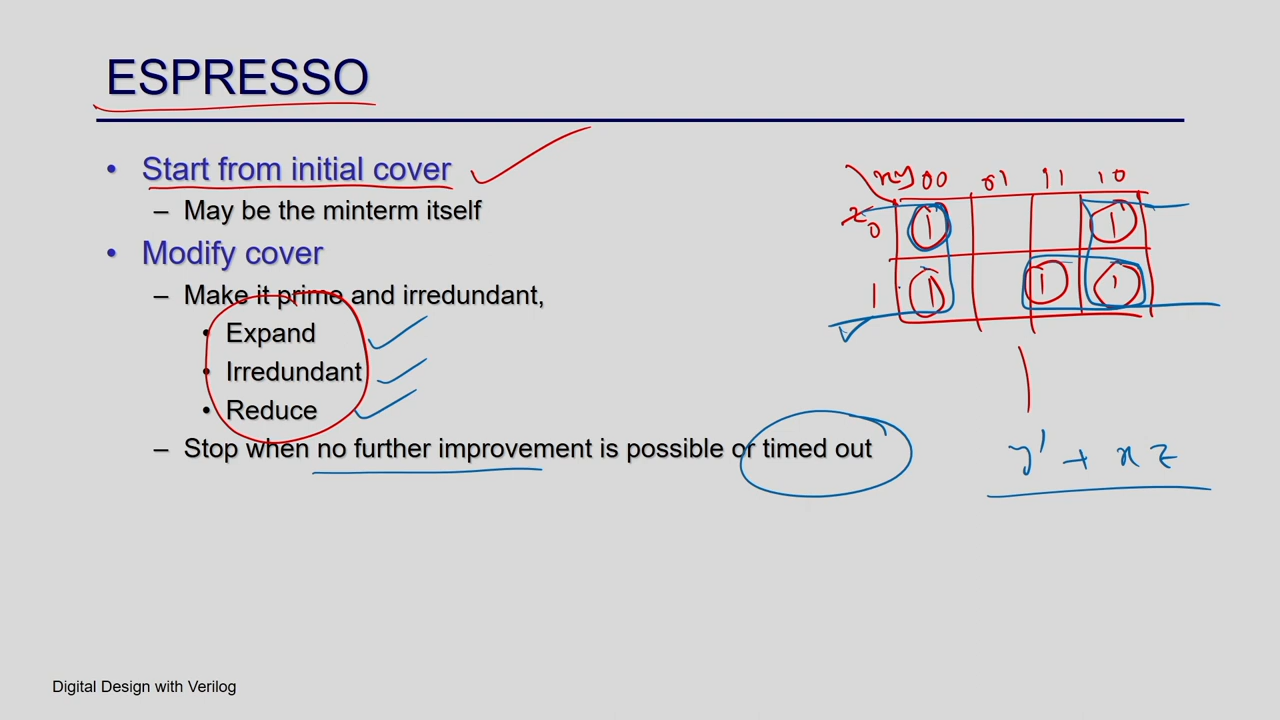 ESPRESSO
• Start from initial cover
– May be the minterm itself
• Modify cover
– Make it prime and irredundant,
• Expand
• Irredundant
• Reduce
– Stop when no further improvement is possible or timed out
xy 00 01 11 10
z
0 1 1
1 1 1 1
y' + xz
Digital Design with Verilog